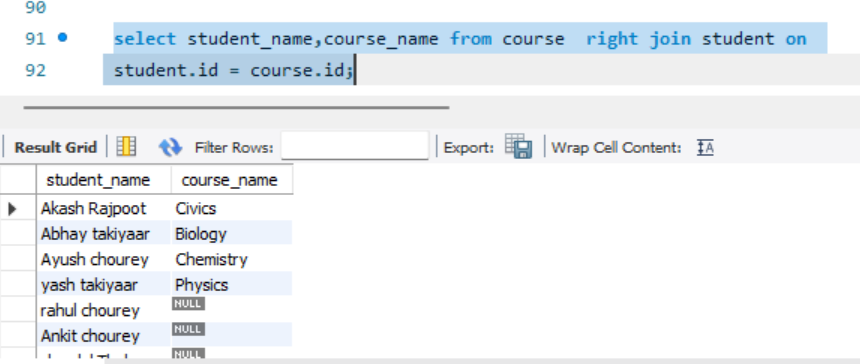 90
91 select student_name,course_name from course right join student on
92 student.id = course.id;
Result Grid Filter Rows: Export: Wrap Cell Content: IA
student_name course_name
Akash Rajpoot Civics
Abhay takiyaar Biology
Ayush chourey Chemistry
yash takiyaar Physics
rahul chourey NULL
Ankit chourey NULL
NULL